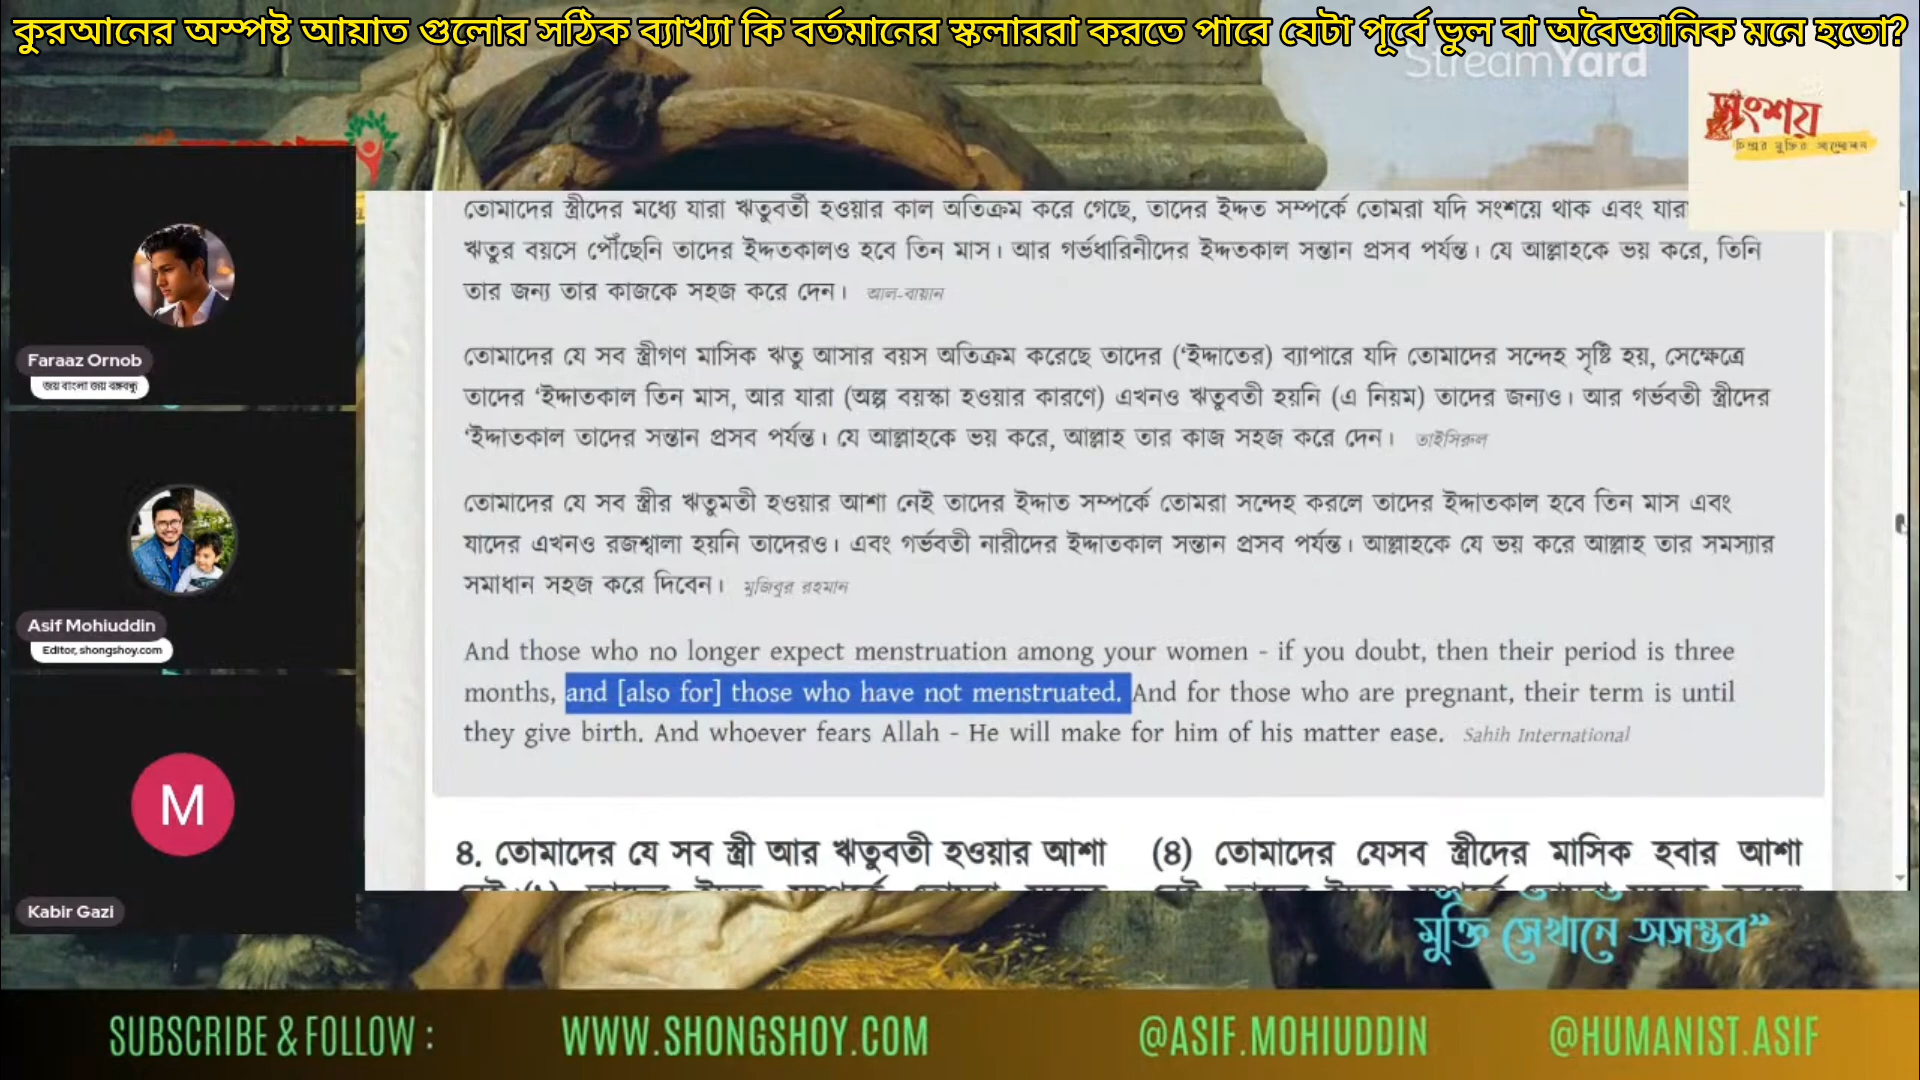 কুরআনের অস্পষ্ট আয়াত গুলোর সঠিক ব্যাখ্যা কি বর্তমানের স্কলাররা করতে পারে যেটা পূর্বে ভুল বা অবৈজ্ঞানিক মনে হতো?
StreamYard
সংশয়
চিন্তার মুক্তির আন্দোলন
তোমাদের স্ত্রীদের মধ্যে যারা ঋতুবর্তী হওয়ার কাল অতিক্রম করে গেছে, তাদের ইদ্দত সম্পর্কে তোমরা যদি সংশয়ে থাক এবং যারা
ঋতুর বয়সে পৌঁছেনি তাদের ইদ্দতকালও হবে তিন মাস। আর গর্ভধারিনীদের ইদ্দতকাল সন্তান প্রসব পর্যন্ত। যে আল্লাহকে ভয় করে, তিনি
তার জন্য তার কাজকে সহজ করে দেন। আল-বায়ান
তোমাদের যে সব স্ত্রীগণ মাসিক ঋতু আসার বয়স অতিক্রম করেছে তাদের (‘ইদ্দাতের) ব্যাপারে যদি তোমাদের সন্দেহ সৃষ্টি হয়, সেক্ষেত্রে
তাদের ‘ইদ্দাতকাল তিন মাস, আর যারা (অল্প বয়স্কা হওয়ার কারণে) এখনও ঋতুবতী হয়নি (এ নিয়ম) তাদের জন্যও। আর গর্ভবতী স্ত্রীদের
‘ইদ্দাতকাল তাদের সন্তান প্রসব পর্যন্ত। যে আল্লাহকে ভয় করে, আল্লাহ তার কাজ সহজ করে দেন। তাইসিরুল
তোমাদের যে সব স্ত্রীর ঋতুমতী হওয়ার আশা নেই তাদের ইদ্দাত সম্পর্কে তোমরা সন্দেহ করলে তাদের ইদ্দাতকাল হবে তিন মাস এবং
যাদের এখনও রজশ্বালা হয়নি তাদেরও। এবং গর্ভবতী নারীদের ইদ্দাতকাল সন্তান প্রসব পর্যন্ত। আল্লাহকে যে ভয় করে আল্লাহ তার সমস্যার
সমাধান সহজ করে দিবেন। মুজিবুর রহমান
And those who no longer expect menstruation among your women - if you doubt, then their period is three
months, and [also for] those who have not menstruated. And for those who are pregnant, their term is until
they give birth. And whoever fears Allah - He will make for him of his matter ease. Sahih International
৪. তোমাদের যে সব স্ত্রী আর ঋতুবতী হওয়ার আশা
(৪) তোমাদের যেসব স্ত্রীদের মাসিক হবার আশা
Faraaz Ornob
জয় বাংলা জয় বঙ্গবন্ধু
Asif Mohiuddin
Editor, shongshoy.com
M
Kabir Gazi
মুক্তি সেখানে অসম্ভব”
SUBSCRIBE & FOLLOW :
WWW.SHONGSHOY.COM
@ASIF.MOHIUDDIN
@HUMANIST.ASIF